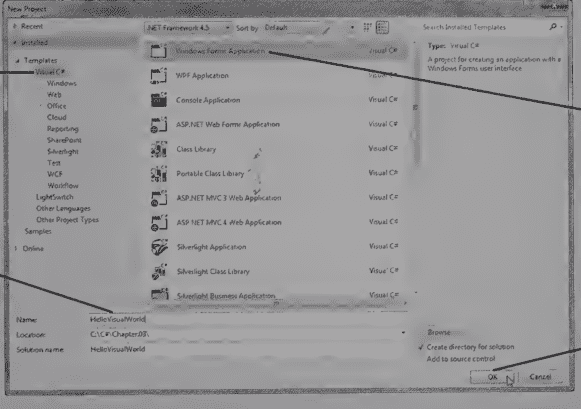 New Project
Recent
Installed
Templates
Visual C#
Windows
Web
Office
Cloud
Reporting
SharePoint
Silverlight
Test
WCF
Workflow
LightSwitch
Other Languages
Other Project Types
Samples
Online
.NET Framework 4.5
Sort by Default
Windows Forms Application Visual C#
WPF Application Visual C#
Console Application Visual C#
ASP.NET Web Forms Application Visual C#
Class Library Visual C#
Portable Class Library Visual C#
ASP.NET MVC 3 Web Application Visual C#
ASP.NET MVC 4 Web Application Visual C#
Silverlight Application Visual C#
Silverlight Class Library Visual C#
Silverlight Business Application Visual C#
Search Installed Templates
Type: Visual C#
A project for creating an application with a
Windows Forms user interface
Name: HelloVisualWorld
Location: C:\C#\Chapter.03\
Solution name: HelloVisualWorld
Browse
Create directory for solution
Add to source control
OK Cancel